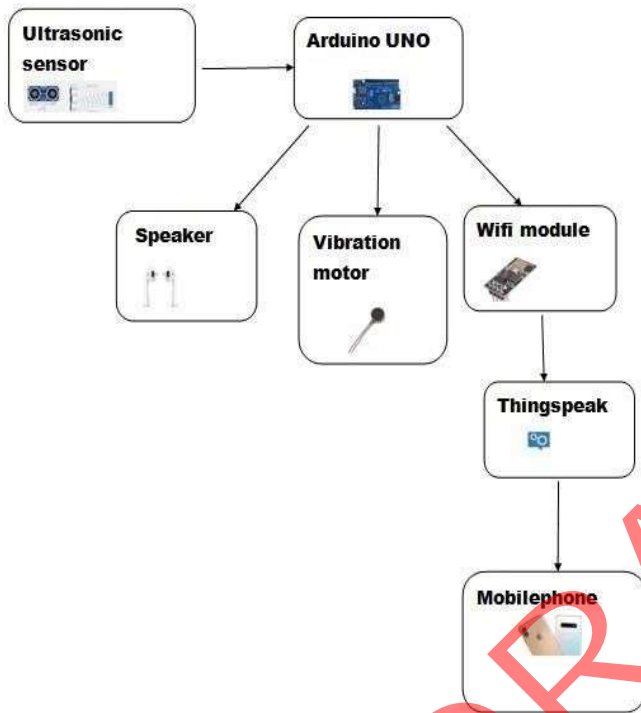 Ultrasonic
sensor
Arduino UNO
Speaker
Vibration
motor
Wifi module
Thingspeak
Mobilephone